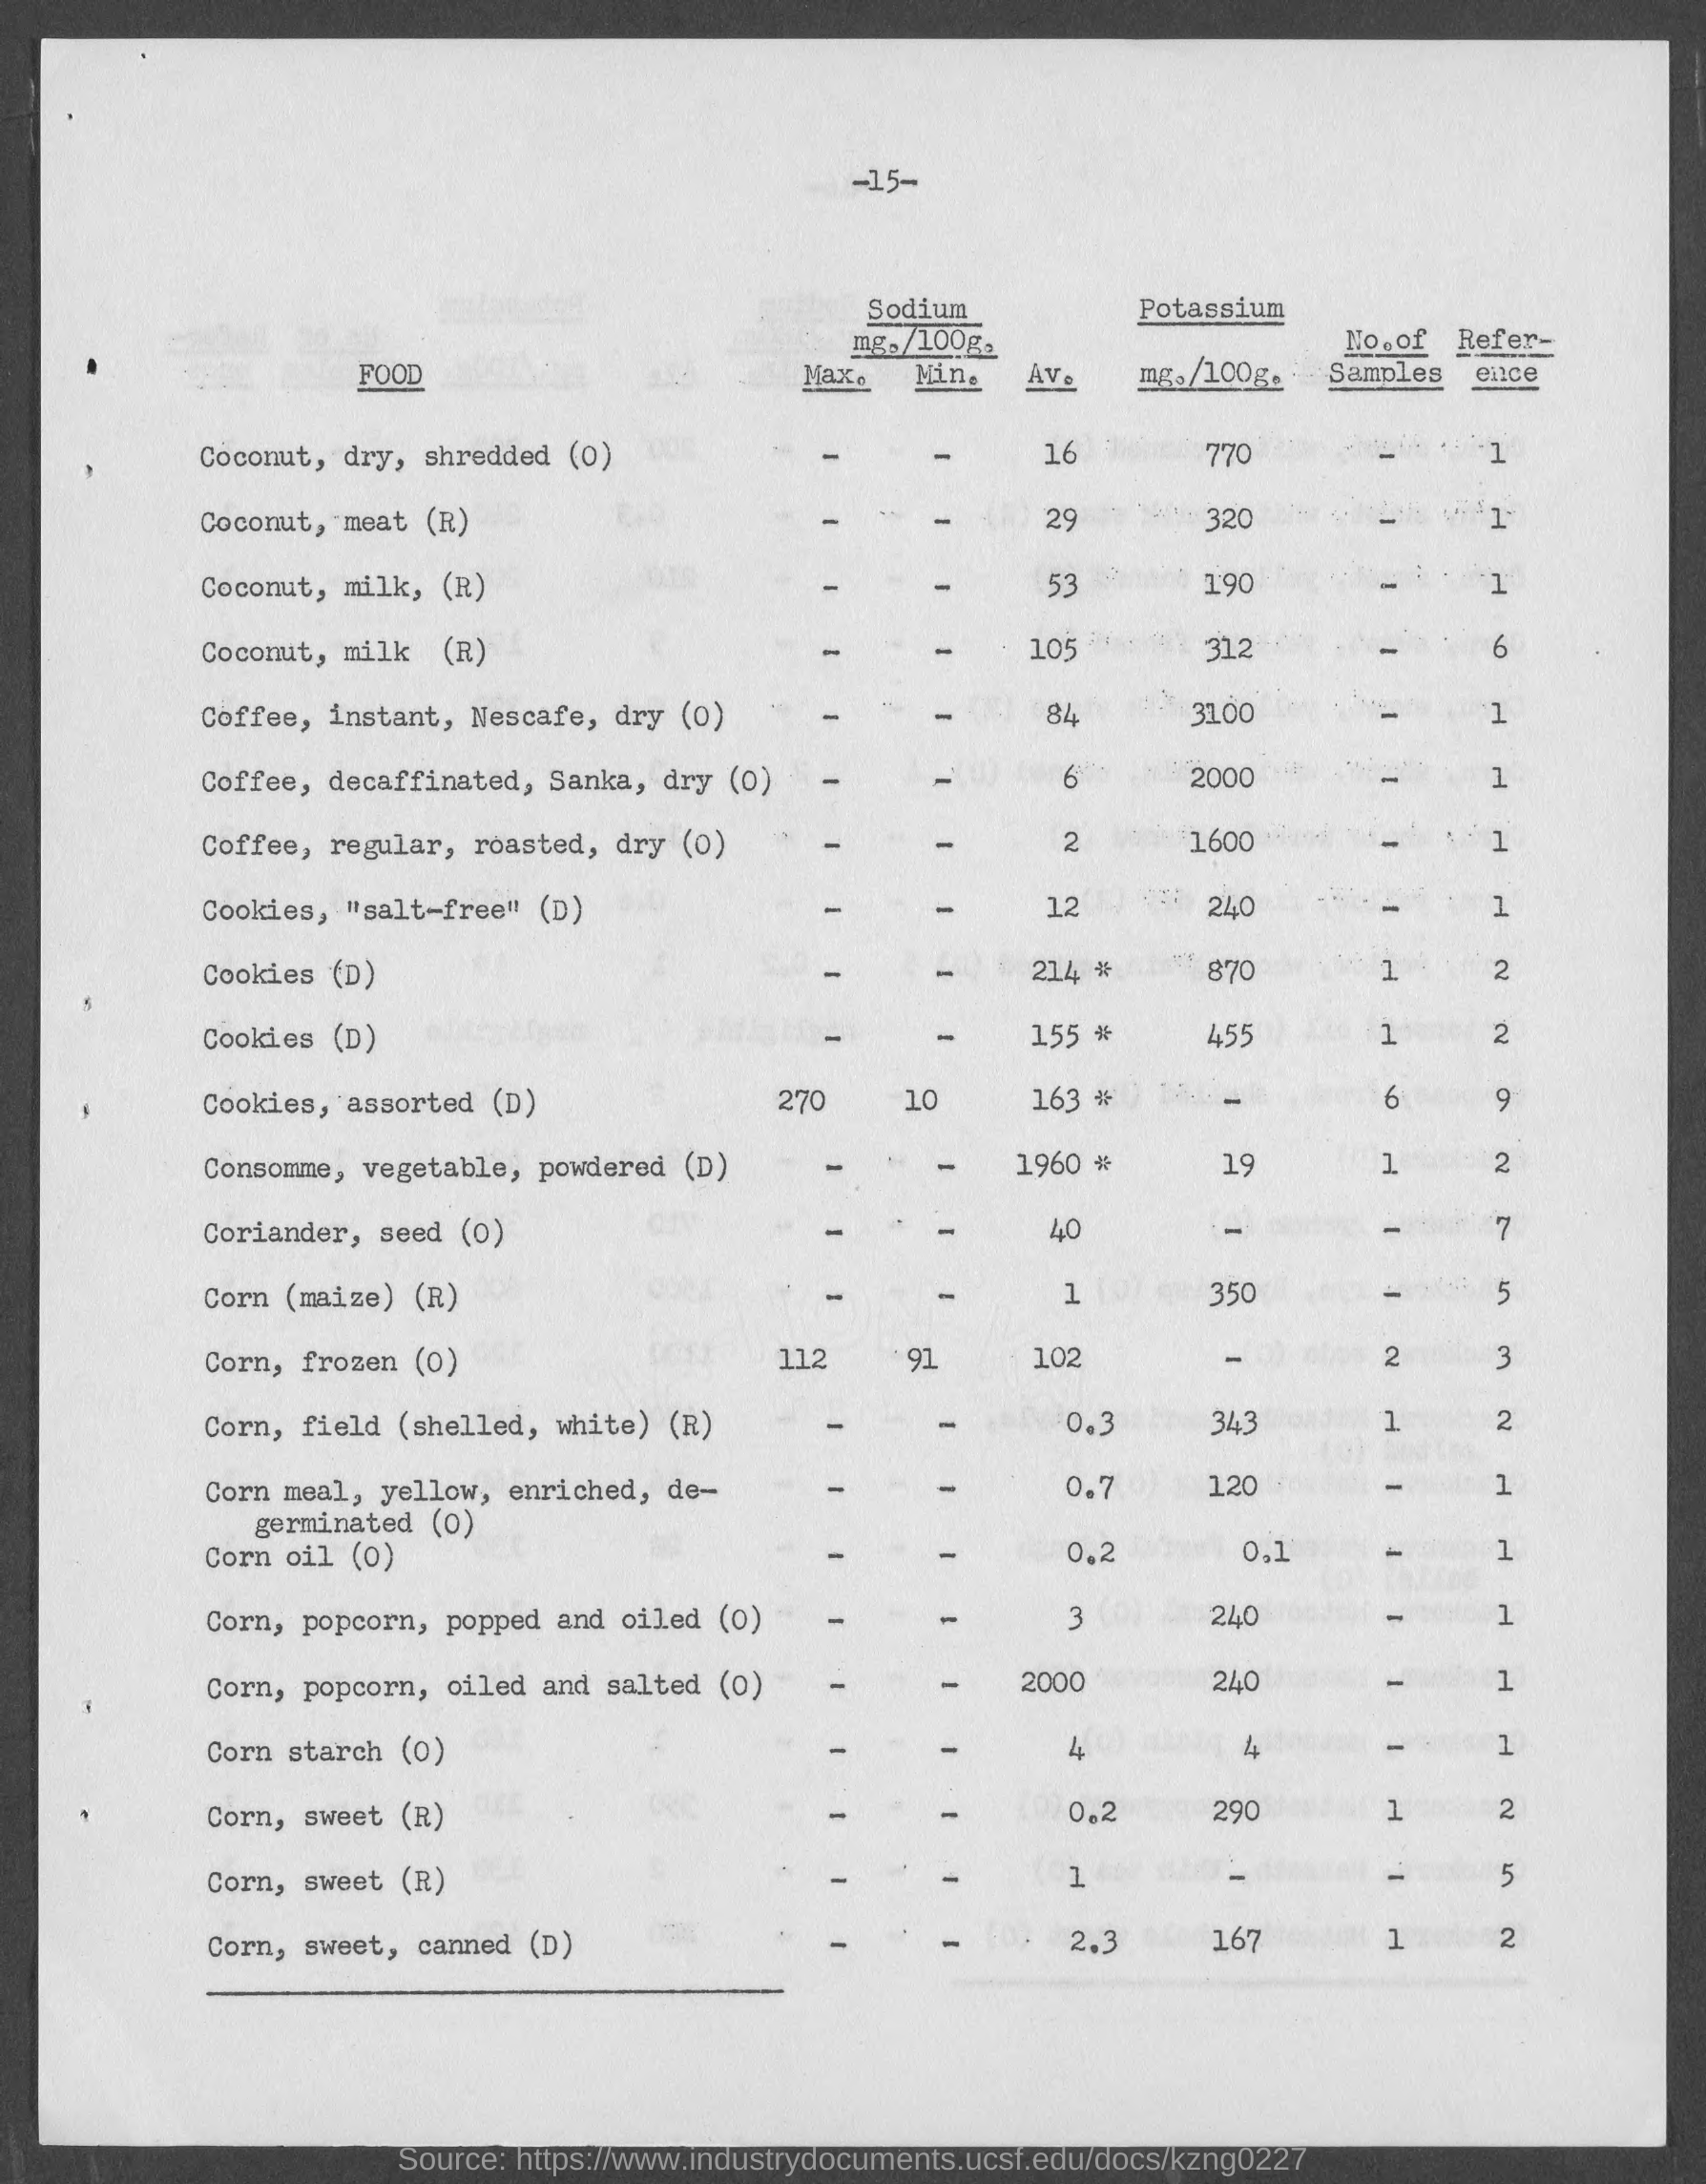 -15-
Sodium Potassium
mg./100g. No.of Refer-
FOOD Max. Min. Av. mg./100g. Samples ence
Coconut, dry, shredded (O) - - 16 770 - 1
Coconut, meat (R) - - 29 320 - 1
Coconut, milk, (R) - - 53 190 - 1
Coconut, milk (R) - - 105 312 - 6
Coffee, instant, Nescafe, dry (O) - - 84 3100 - 1
Coffee, decaffinated, Sanka, dry (O) - - 6 2000 - 1
Coffee, regular, roasted, dry (O) - - 2 1600 - 1
Cookies, "salt-free" (D) - - 12 240 - 1
Cookies (D) - - 214 * 870 1 2
Cookies (D) - - 155 * 455 1 2
Cookies, assorted (D) 270 10 163 * - 6 9
Consomme, vegetable, powdered (D) - - 1960 * 19 1 2
Coriander, seed (O) - - 40 - - 7
Corn (maize) (R) - - 1 350 - 5
Corn, frozen (O) 112 91 102 - 2 3
Corn, field (shelled, white) (R) - - 0.3 343 1 2
Corn meal, yellow, enriched, de- - - 0.7 120 - 1
germinated (O)
Corn oil (O) - - 0.2 0.1 - 1
Corn, popcorn, popped and oiled (O) - - 3 240 - 1
Corn, popcorn, oiled and salted (O) - - 2000 240 - 1
Corn starch (O) - - 4 4 - 1
Corn, sweet (R) - - 0.2 290 1 2
Corn, sweet (R) - - 1 - - 5
Corn, sweet, canned (D) - - 2.3 167 1 2
Source: https://www.industrydocuments.ucsf.edu/docs/kzng0227